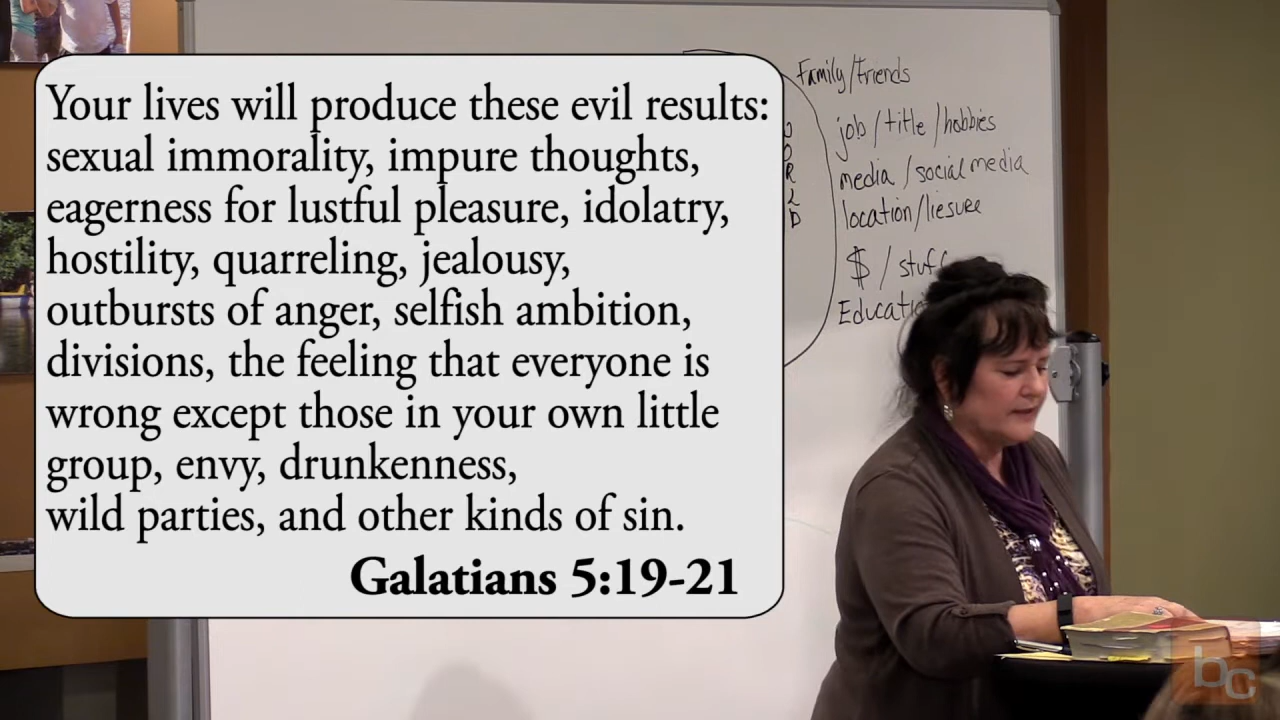 Your lives will produce these evil results:
sexual immorality, impure thoughts,
eagerness for lustful pleasure, idolatry,
hostility, quarreling, jealousy,
outbursts of anger, selfish ambition,
divisions, the feeling that everyone is
wrong except those in your own little
group, envy, drunkenness,
wild parties, and other kinds of sin.
Galatians 5:19-21
Family/Friends
job/title/hobbies
media/social media
location/liesure
$/stuff
O
R
L
D
bc